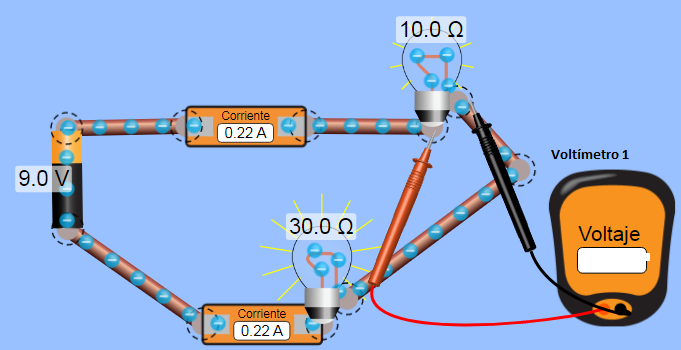 10.0 Ω
Corriente
0.22 A
Voltímetro 1
9.0 V
30.0 Ω
Voltaje
Corriente
0.22 A